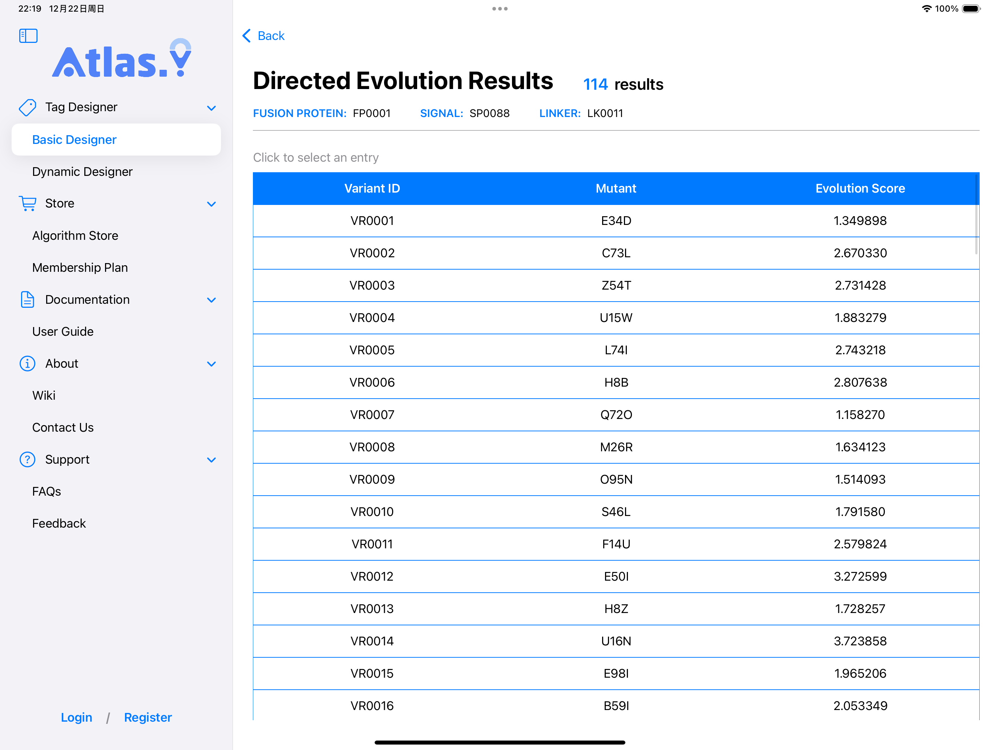 22:19 12月22日周日
100%
Atlas.
Tag Designer
Basic Designer
Dynamic Designer
Store
Algorithm Store
Membership Plan
Documentation
User Guide
About
Wiki
Contact Us
Support
FAQs
Feedback
Login / Register
Back
Directed Evolution Results 114 results
FUSION PROTEIN: FP0001 SIGNAL: SP0088 LINKER: LK0011
Click to select an entry
Variant ID Mutant Evolution Score
VR0001 E34D 1.349898
VR0002 C73L 2.670330
VR0003 Z54T 2.731428
VR0004 U15W 1.883279
VR0005 L74I 2.743218
VR0006 H8B 2.807638
VR0007 Q72O 1.158270
VR0008 M26R 1.634123
VR0009 O95N 1.514093
VR0010 S46L 1.791580
VR0011 F14U 2.579824
VR0012 E50I 3.272599
VR0013 H8Z 1.728257
VR0014 U16N 3.723858
VR0015 E98I 1.965206
VR0016 B59I 2.053349